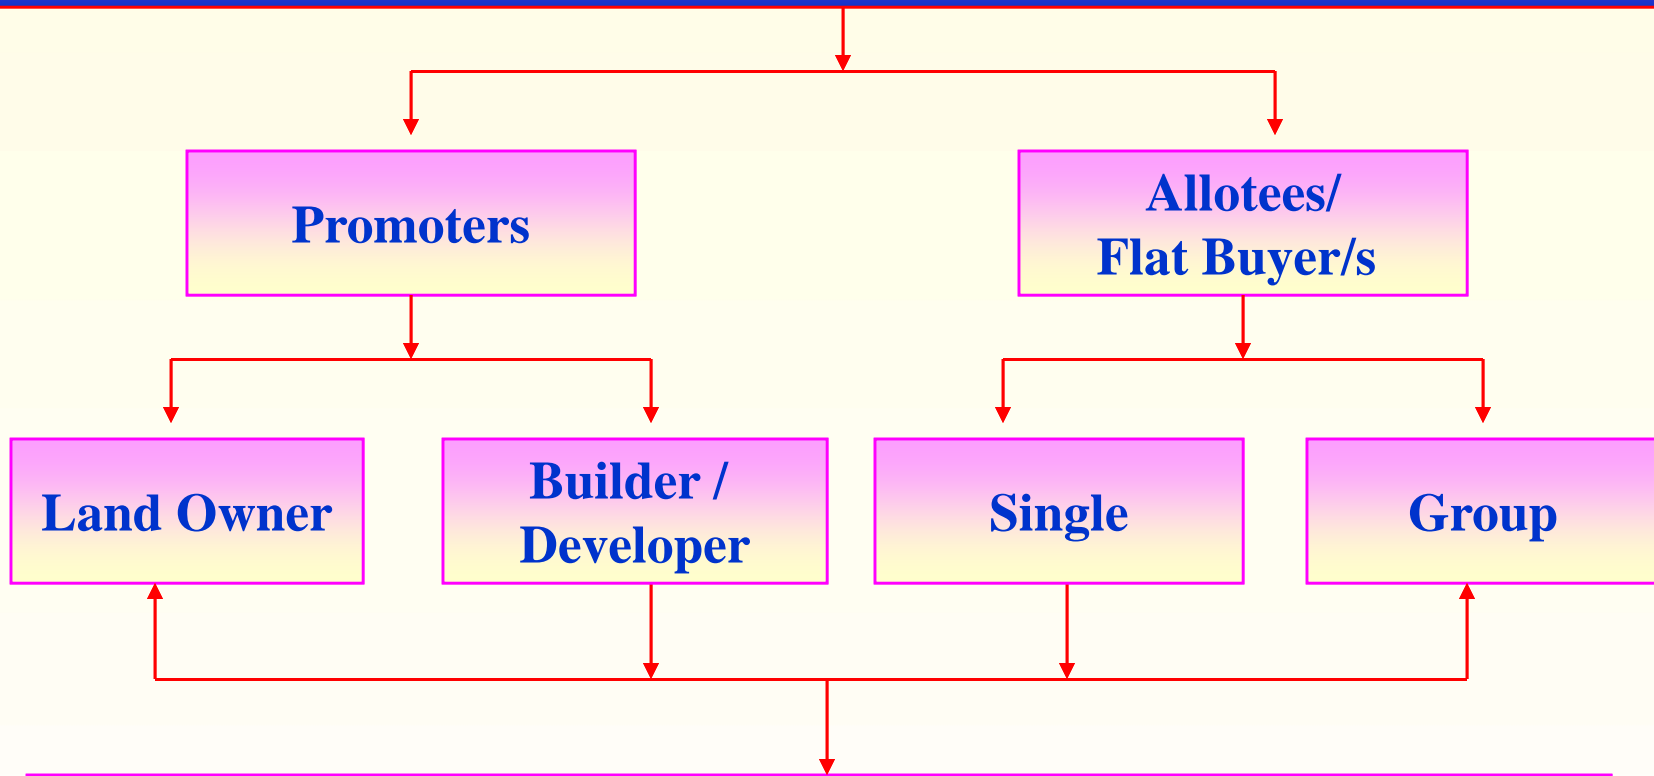 Promoters
Allotees/
Flat Buyer/s
Land Owner
Builder /
Developer
Single
Group